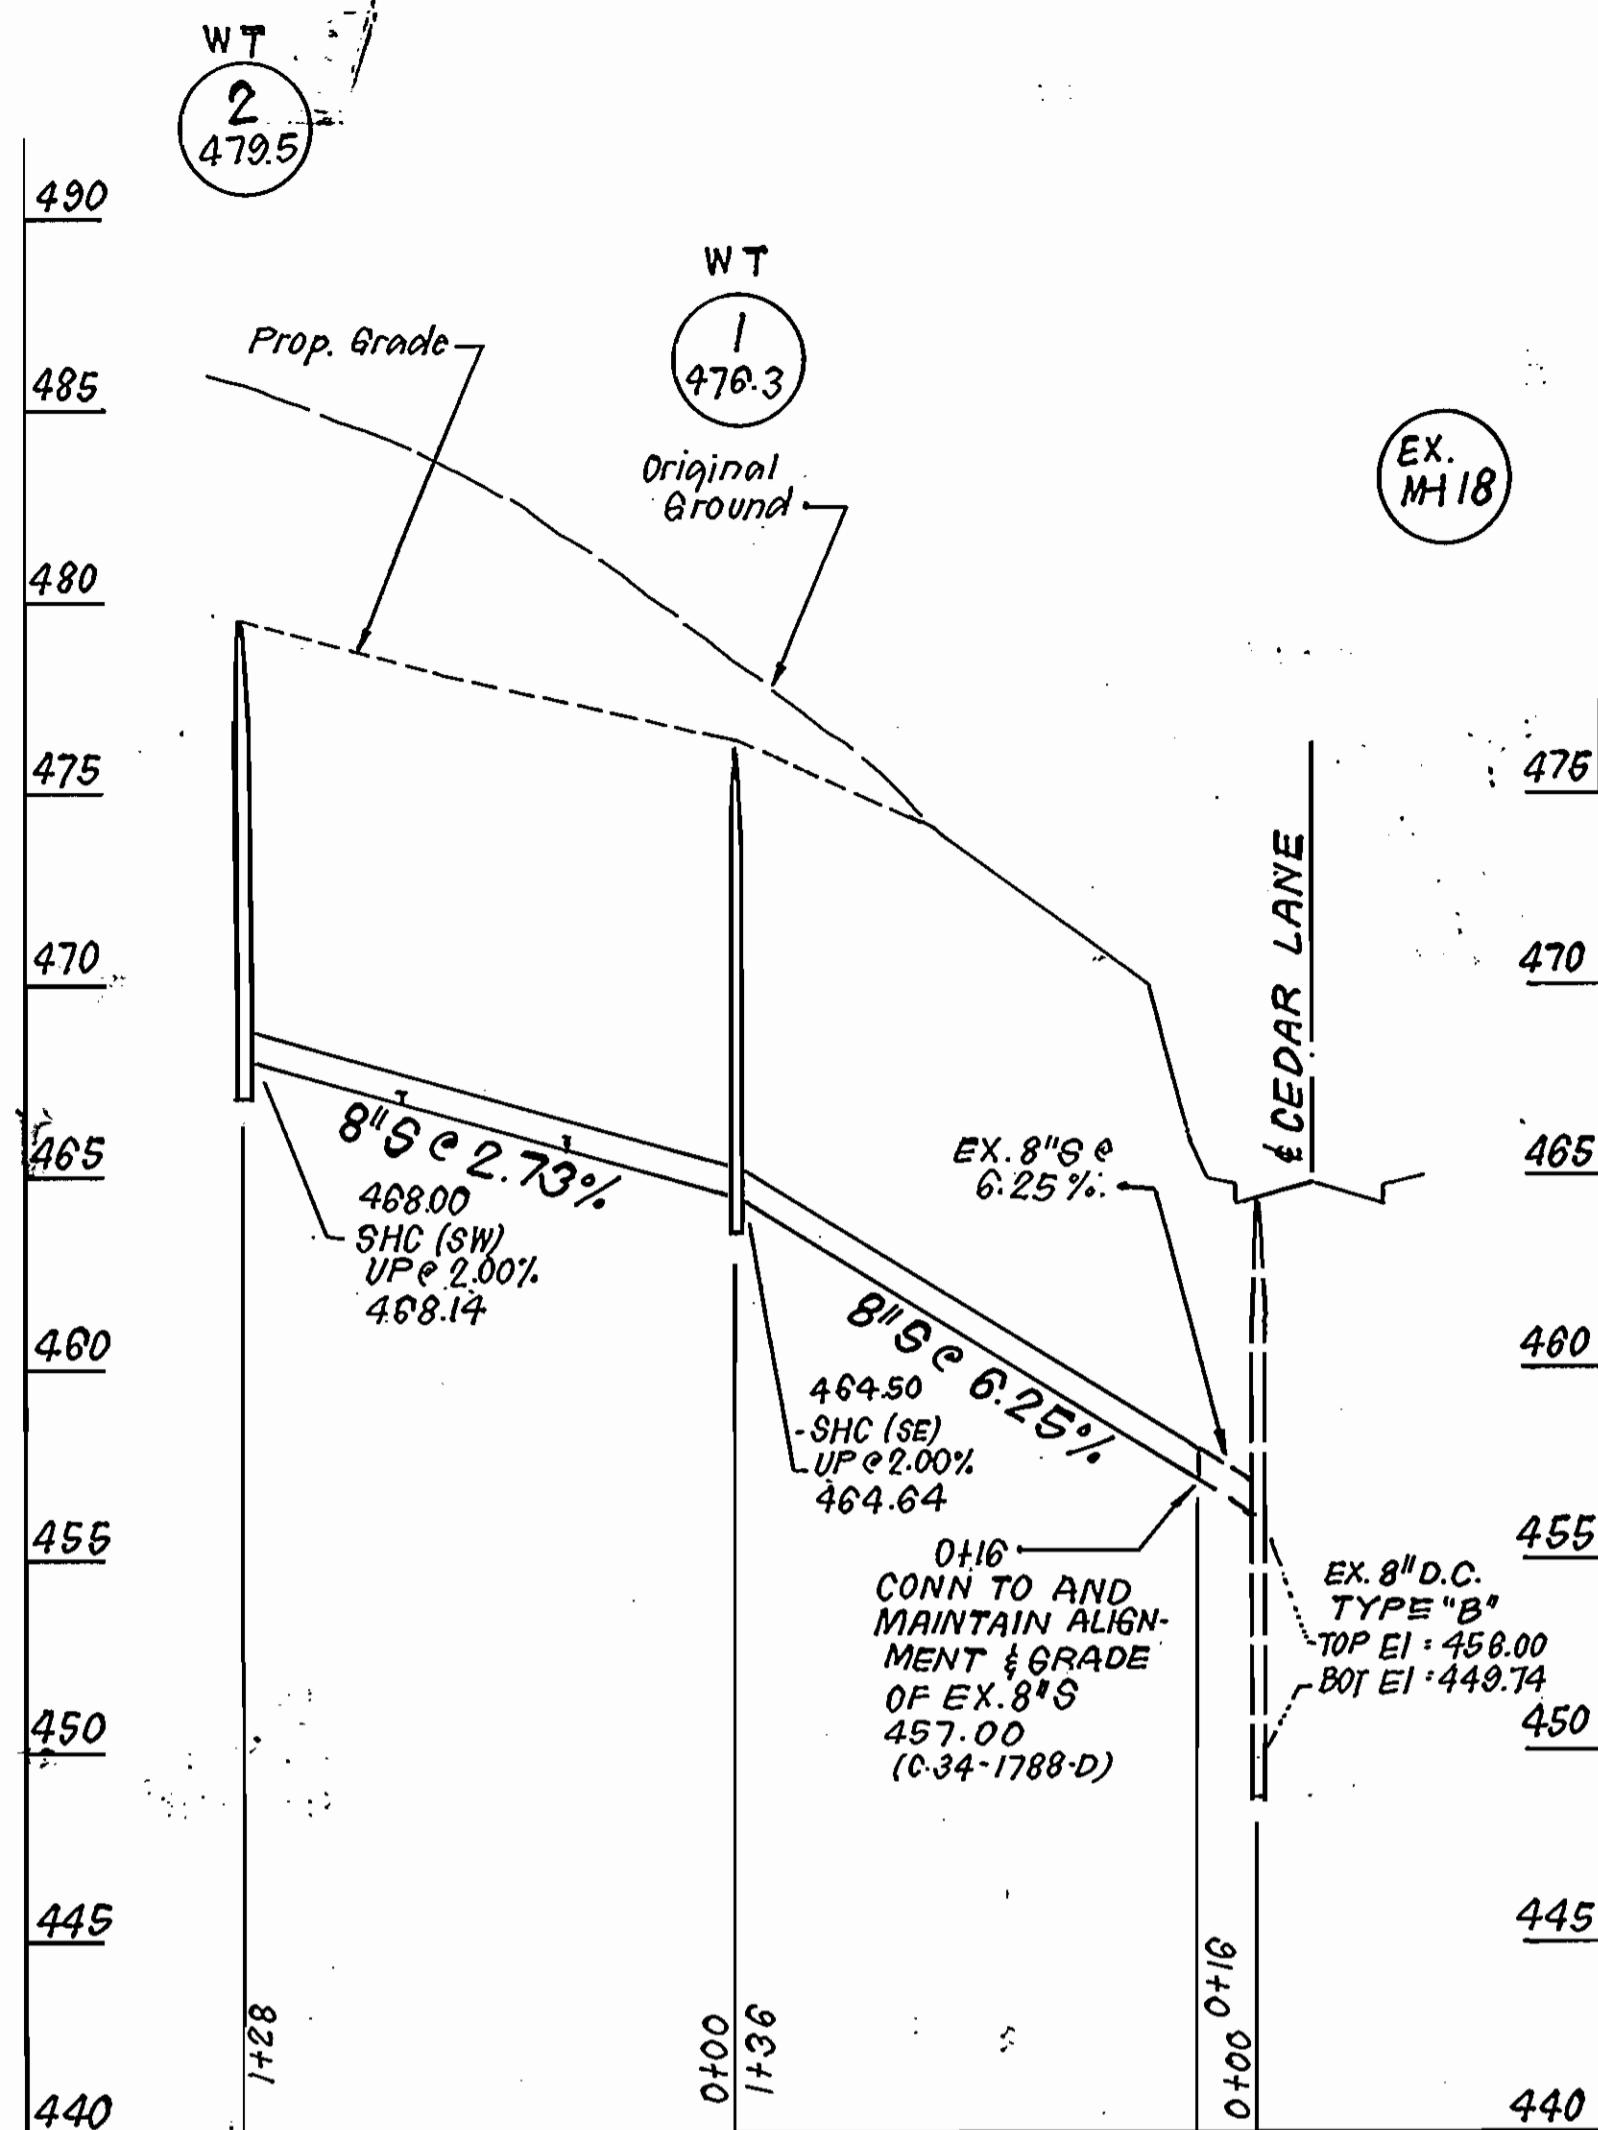 WT
2
479.5
490
WT
1
476.3
Prop. Grade
485
Original
Ground
EX.
MH 18
480
475
475
470
470
℄ CEDAR LANE
465
465
8"S @ 2.73%
468.00
SHC (SW)
UP @ 2.00%
468.14
EX. 8"S @
6.25%
460
460
8"S @ 6.25%
464.50
SHC (SE)
UP @ 2.00%
464.64
455
455
0+16
CONN TO AND
MAINTAIN ALIGN-
MENT & GRADE
OF EX. 8"S
457.00
(C-34-1788-D)
EX. 8" D.C.
TYPE "B"
TOP El : 456.00
BOT El : 449.74
450
450
445
445
1+28
0+00
1+36
0+16
0+00
440
440